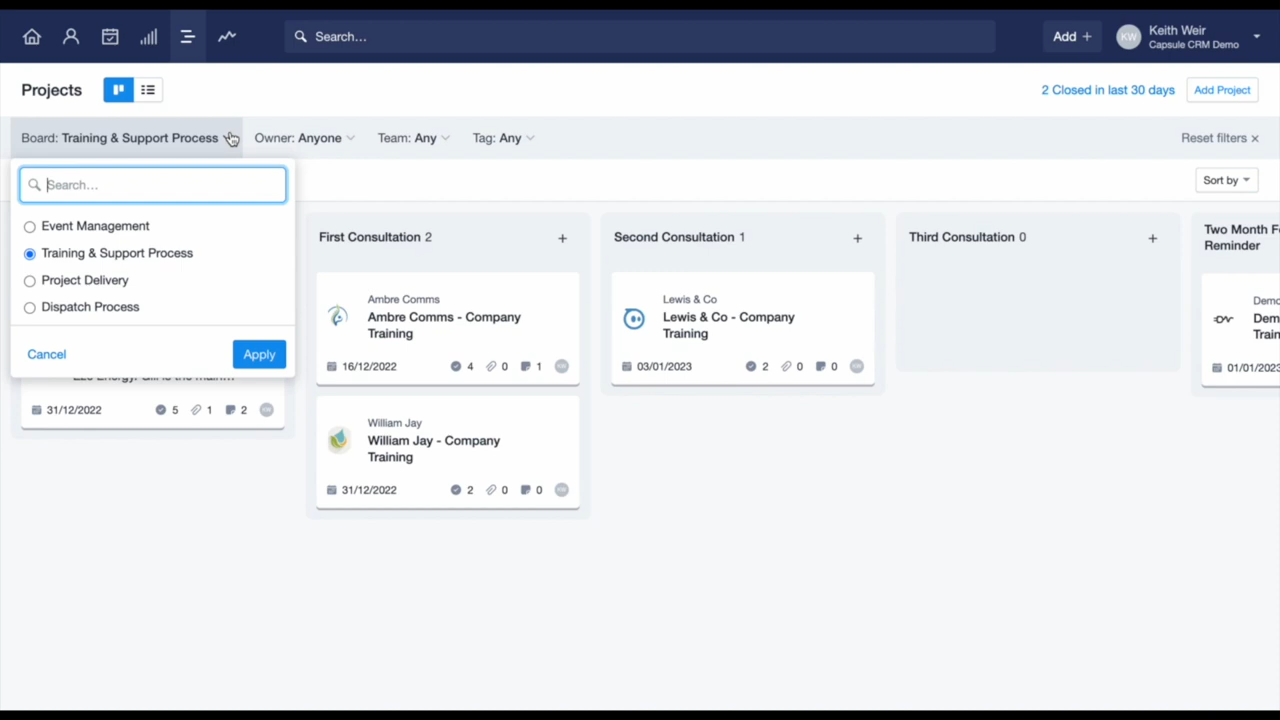 Search...
Add +
KW
Keith Weir
Capsule CRM Demo
Projects
2 Closed in last 30 days
Add Project
Board: Training & Support Process
Owner: Anyone
Team: Any
Tag: Any
Reset filters ×
Search...
Event Management
Training & Support Process
Project Delivery
Dispatch Process
Cancel
Apply
Sort by
31/12/2022
5
1
2
First Consultation 2
+
Ambre Comms
Ambre Comms - Company
Training
16/12/2022
4
0
1
William Jay
William Jay - Company
Training
31/12/2022
2
0
0
Second Consultation 1
+
Lewis & Co
Lewis & Co - Company
Training
03/01/2023
2
0
0
Third Consultation 0
+
Two Month F
Reminder
Demo
Dem
Train
01/01/2023